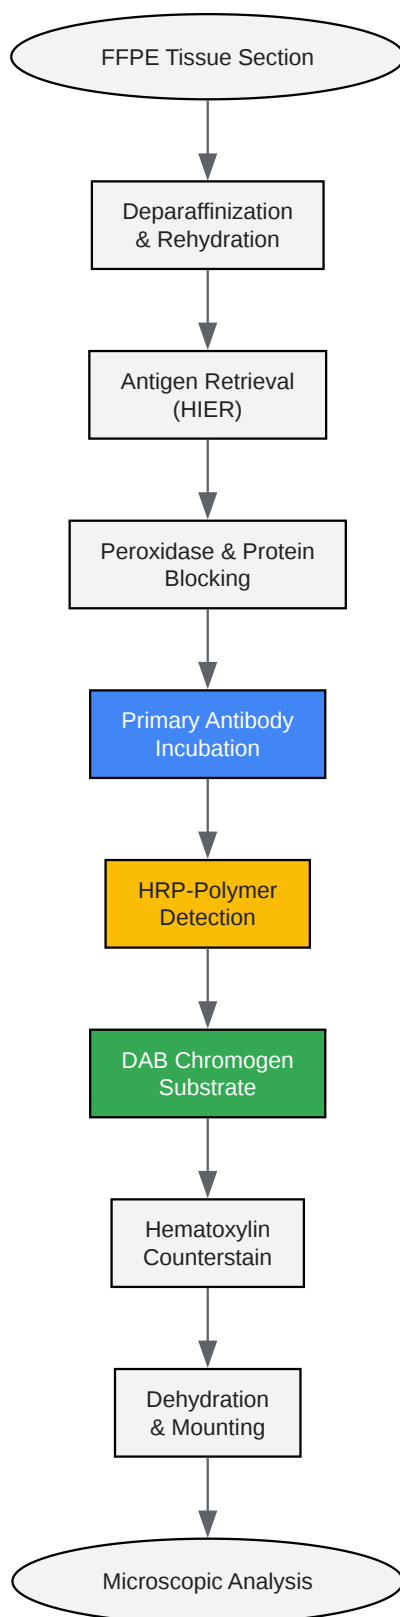 FFPE Tissue Section
Deparaffinization
& Rehydration
Antigen Retrieval
(HIER)
Peroxidase & Protein
Blocking
Primary Antibody
Incubation
HRP-Polymer
Detection
DAB Chromogen
Substrate
Hematoxylin
Counterstain
Dehydration
& Mounting
Microscopic Analysis